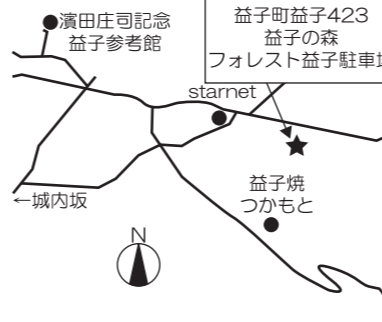 濱田庄司記念
益子参考館
益子町益子423
益子の森
フォレスト益子駐車場
starnet
益子焼
つかもと
←城内坂
N